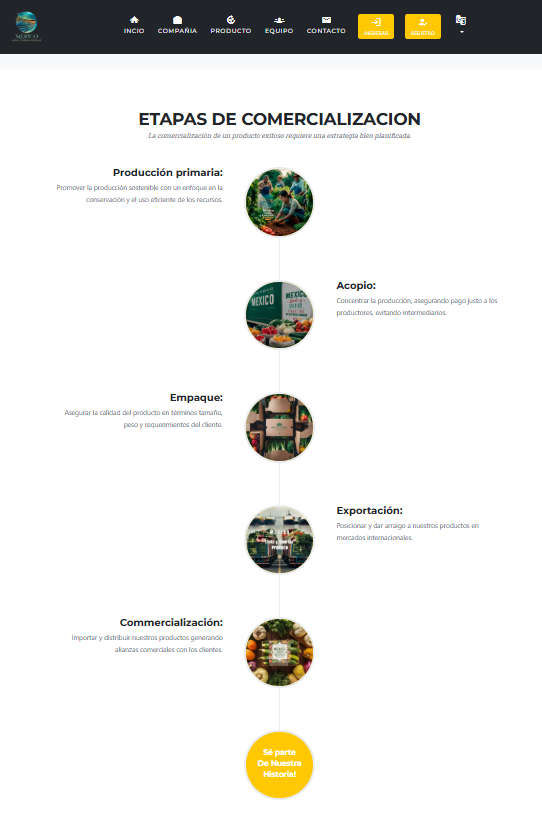 MEXICO
INCIO
COMPAÑIA
PRODUCTO
EQUIPO
CONTACTO
INGRESAR
REGISTRO
ETAPAS DE COMERCIALIZACION
La comercialización de un producto exitoso requiere una estrategia bien planificada.
Producción primaria:
Promover la producción sostenible con un enfoque en la
conservación y el uso eficiente de los recursos.
MEXICO
MEXICO
Acopio:
Concentrar la producción, asegurando pago justo a los
productores, evitando intermediarios.
Empaque:
Asegurar la calidad del producto en términos tamaño,
peso y requerimientos del cliente.
Exportación:
Posicionar y dar arraigo a nuestros productos en
mercados internacionales.
Commercialización:
Importar y distribuir nuestros productos generando
alianzas comerciales con los clientes.
MEXICO
Sé parte
De Nuestra
Historia!